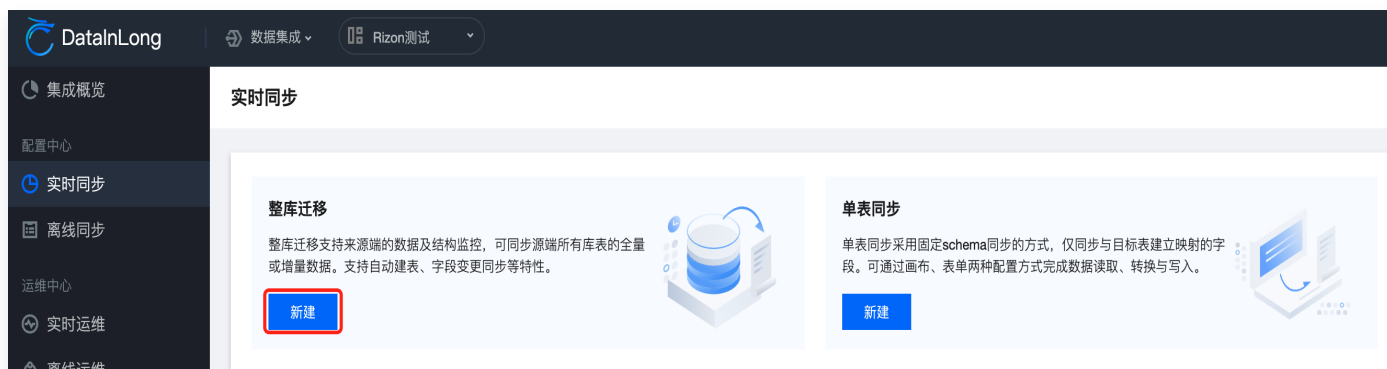 DataInLong
数据集成
Rizon测试
集成概览
实时同步
配置中心
实时同步
离线同步
运维中心
实时运维
离线运维
整库迁移
整库迁移支持来源端的数据及结构监控，可同步源端所有库表的全量
或增量数据。支持自动建表、字段变更同步等特性。
新建
单表同步
单表同步采用固定schema同步的方式，仅同步与目标表建立映射的字
段。可通过画布、表单两种配置方式完成数据读取、转换与写入。
新建